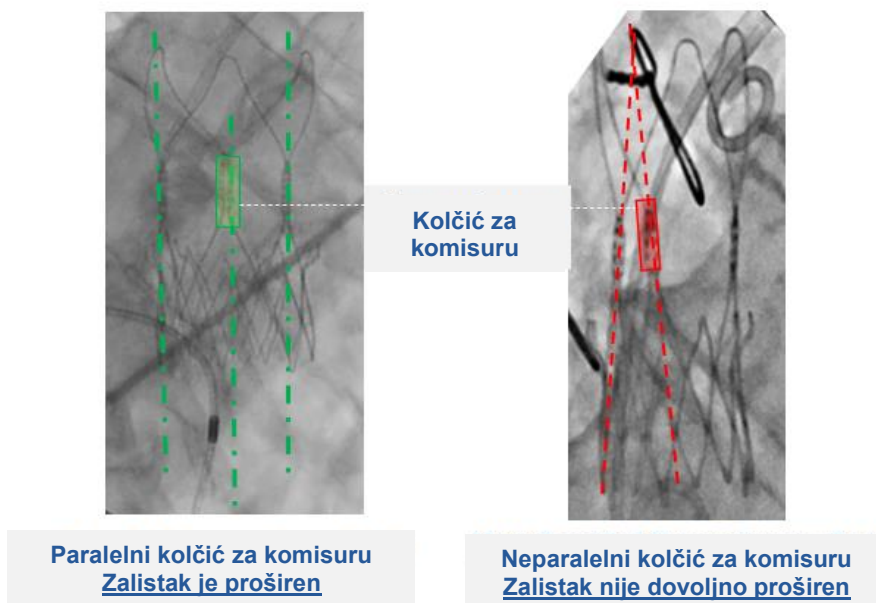 Kolčić za
komisuru
Paralelni kolčić za komisuru
Zalistak je proširen
Neparalelni kolčić za komisuru
Zalistak nije dovoljno proširen